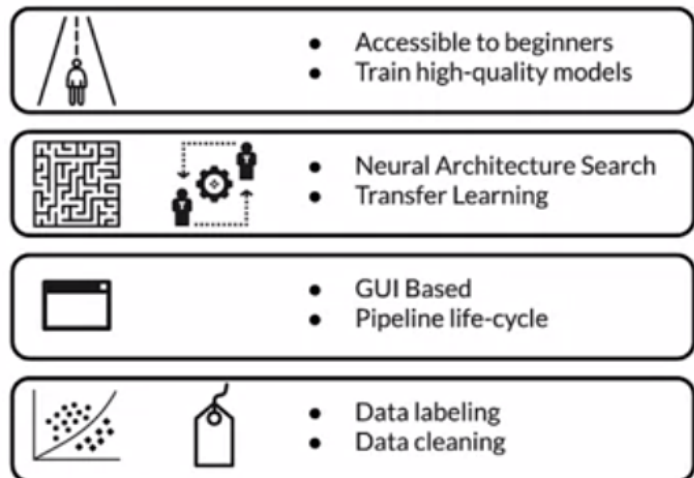 • Accessible to beginners
• Train high-quality models
• Neural Architecture Search
• Transfer Learning
• GUI Based
• Pipeline life-cycle
• Data labeling
• Data cleaning